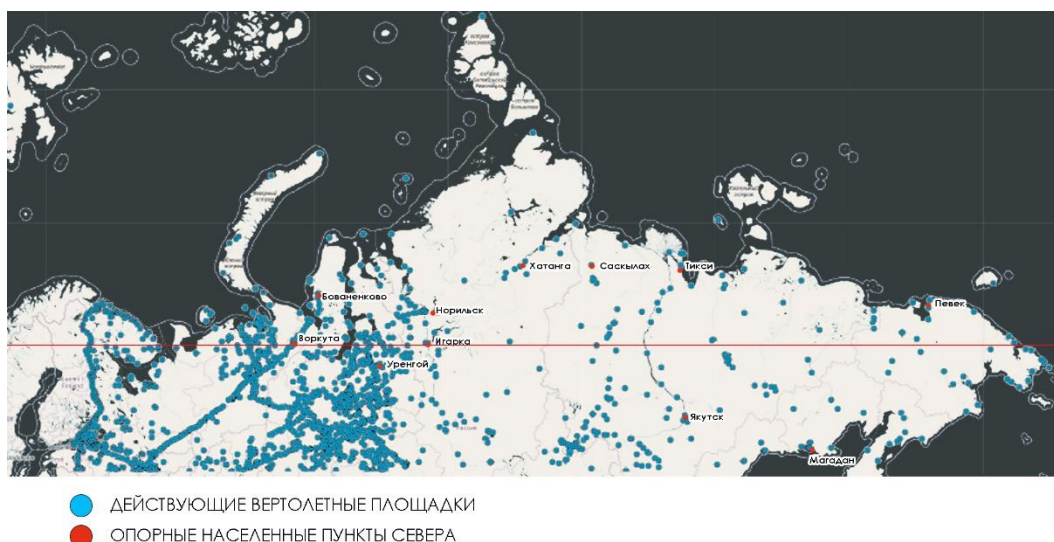 Хатанга
Саскылах
Тикси
Бованенково
Норильск
Певек
Воркута
Игарка
Уренгой
Якутск
Магадан
ДЕЙСТВУЮЩИЕ ВЕРТОЛЕТНЫЕ ПЛОЩАДКИ
ОПОРНЫЕ НАСЕЛЕННЫЕ ПУНКТЫ СЕВЕРА